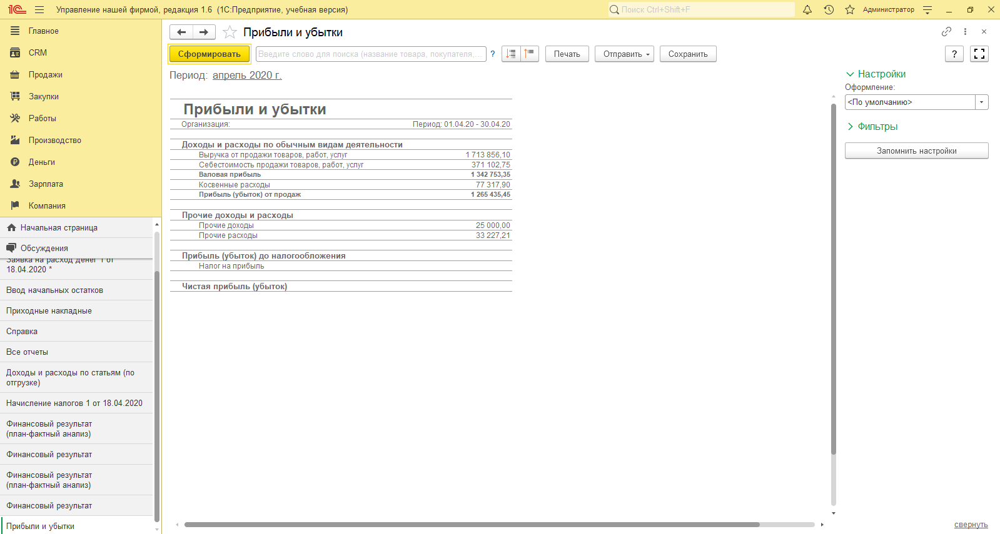 1С Управление нашей фирмой, редакция 1.6 (1С:Предприятие, учебная версия)
Поиск Ctrl+Shift+F
Администратор
Главное
CRM
Продажи
Закупки
Работы
Производство
Деньги
Зарплата
Компания
Начальная страница
Обсуждения
Заявка на расход денег 1 от
18.04.2020 *
Ввод начальных остатков
Приходные накладные
Справка
Все отчеты
Доходы и расходы по статьям (по
отгрузке)
Начисление налогов 1 от 18.04.2020
Финансовый результат
(план-фактный анализ)
Финансовый результат
Финансовый результат
(план-фактный анализ)
Финансовый результат
Прибыли и убытки
Прибыли и убытки
Сформировать
Введите слово для поиска (название товара, покупателя,...
?
Печать
Отправить
Сохранить
?
Период: апрель 2020 г.
Прибыли и убытки
Организация: Период: 01.04.20 - 30.04.20
Доходы и расходы по обычным видам деятельности
Выручка от продажи товаров, работ, услуг 1 713 856,10
Себестоимость продажи товаров, работ, услуг 371 102,75
Валовая прибыль 1 342 753,35
Косвенные расходы 77 317,90
Прибыль (убыток) от продаж 1 265 435,45
Прочие доходы и расходы
Прочие доходы 25 000,00
Прочие расходы 33 227,21
Прибыль (убыток) до налогообложения
Налог на прибыль
Чистая прибыль (убыток)
Настройки
Оформление:
<По умолчанию>
Фильтры
Запомнить настройки
свернуть